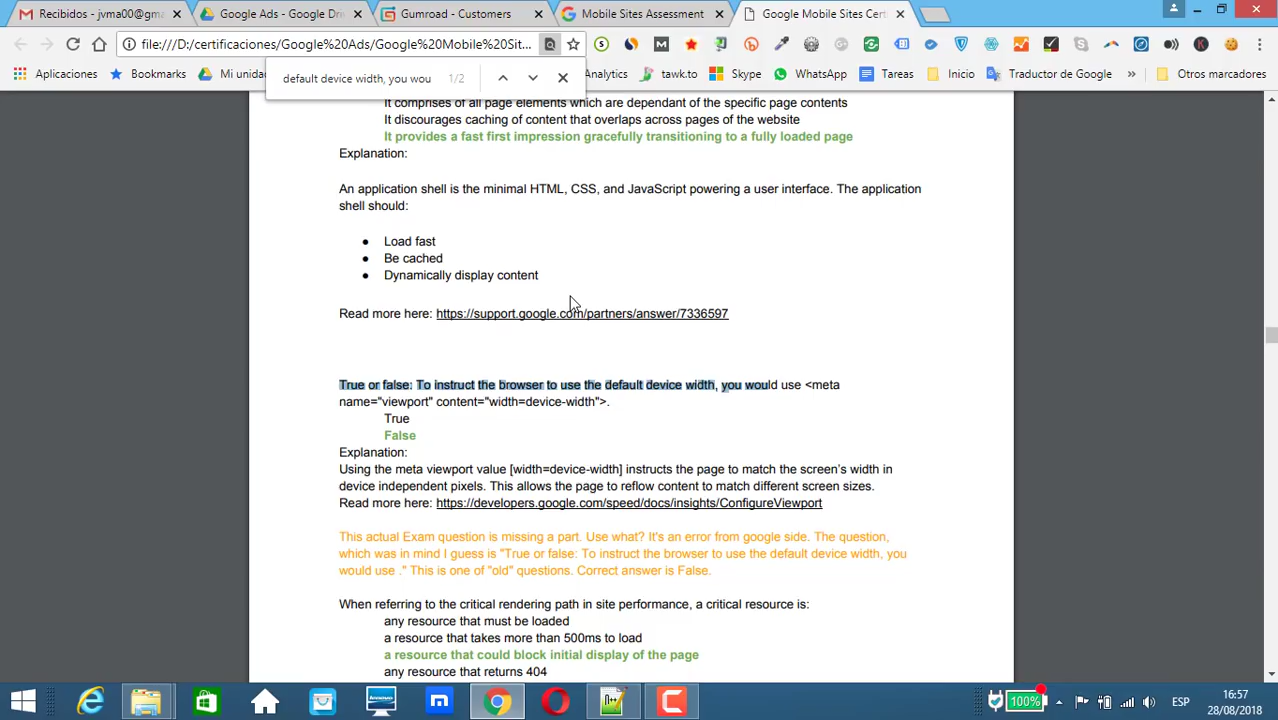 Recibidos - jvma00@gma
Google Ads - Google Dri
Gumroad - Customers
Mobile Sites Assessment
Google Mobile Sites Cert
file:///D:/certificaciones/Google%20Ads/Google%20Mobile%20Sit...
Aplicaciones
Bookmarks
Mi unidad
Analytics
tawk.to
Skype
WhatsApp
Tareas
Inicio
Traductor de Google
»
Otros marcadores
default device width, you wou 1/2
It comprises of all page elements which are dependant of the specific page contents
It discourages caching of content that overlaps across pages of the website
It provides a fast first impression gracefully transitioning to a fully loaded page
Explanation:
An application shell is the minimal HTML, CSS, and JavaScript powering a user interface. The application
shell should:
● Load fast
● Be cached
● Dynamically display content
Read more here: https://support.google.com/partners/answer/7336597
True or false: To instruct the browser to use the default device width, you would use <meta
name="viewport" content="width=device-width">.
True
False
Explanation:
Using the meta viewport value [width=device-width] instructs the page to match the screen's width in
device independent pixels. This allows the page to reflow content to match different screen sizes.
Read more here: https://developers.google.com/speed/docs/insights/ConfigureViewport
This actual Exam question is missing a part. Use what? It's an error from google side. The question,
which was in mind I guess is "True or false: To instruct the browser to use the default device width, you
would use ." This is one of "old" questions. Correct answer is False.
When referring to the critical rendering path in site performance, a critical resource is:
any resource that must be loaded
a resource that takes more than 500ms to load
a resource that could block initial display of the page
any resource that returns 404
100%
ESP
16:57
28/08/2018